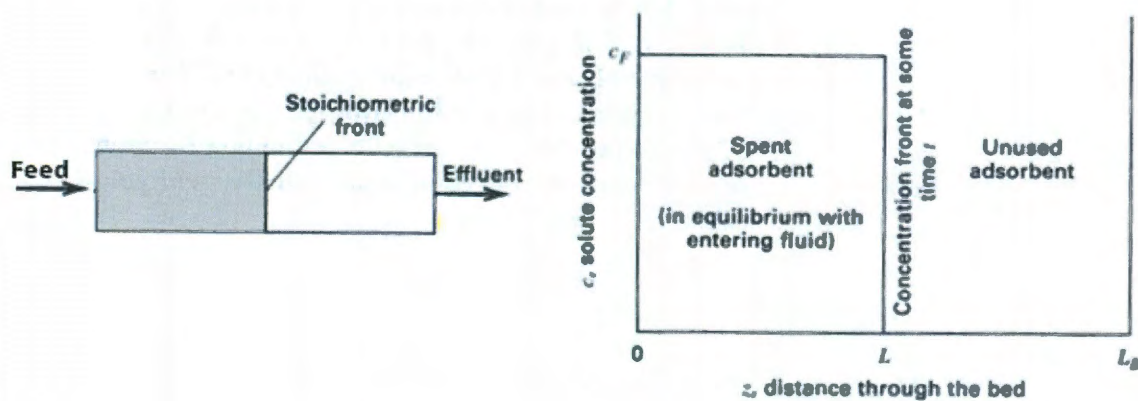 Stoichiometric
front
Feed
Effluent
c, solute concentration
c_F
Spent
adsorbent
(in equilibrium with
entering fluid)
Concentration front at some
time t
Unused
adsorbent
0
L
L_B
z, distance through the bed